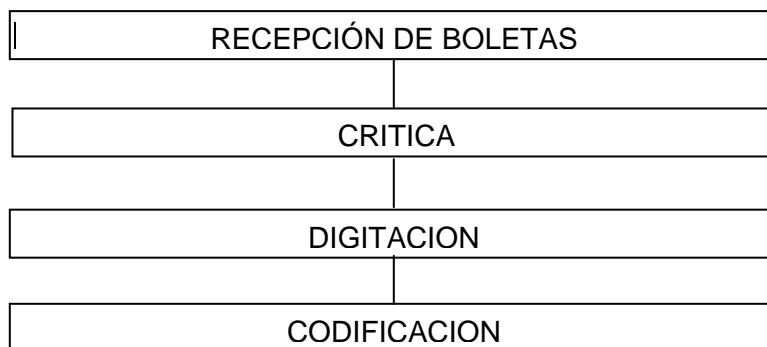 RECEPCIÓN DE BOLETAS
CRITICA
DIGITACION
CODIFICACION